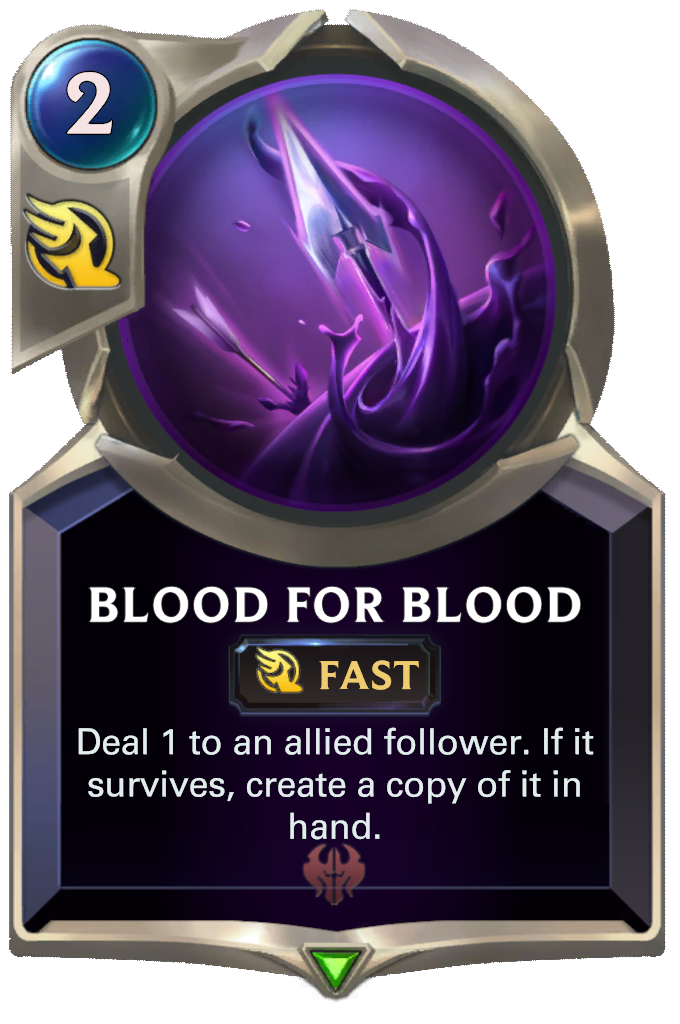 2
BLOOD FOR BLOOD
FAST
Deal 1 to an allied follower. If it
survives, create a copy of it in
hand.